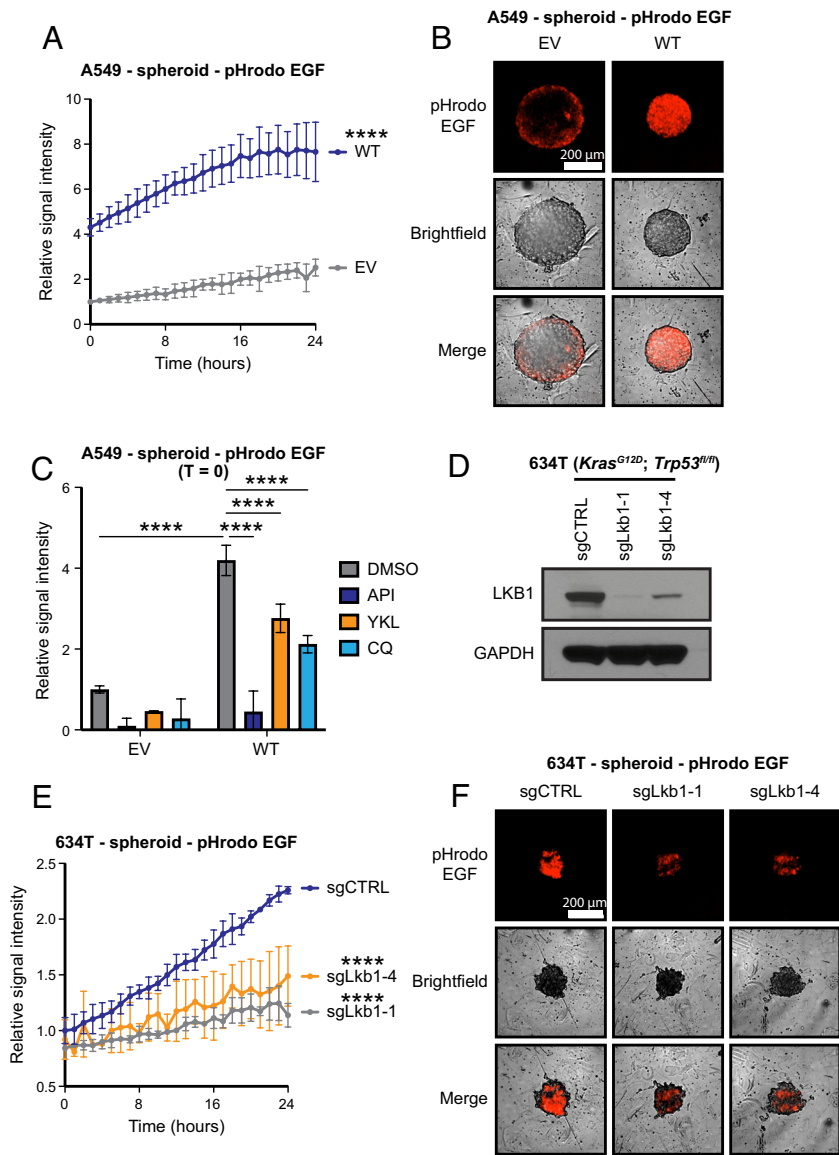 A
A549 - spheroid - pHrodo EGF
Relative signal intensity
10
8
6
4
2
0
0
8
16
24
Time (hours)
****
WT
EV
B
A549 - spheroid - pHrodo EGF
EV
WT
pHrodo
EGF
200 μm
Brightfield
Merge
C
A549 - spheroid - pHrodo EGF
(T = 0)
Relative signal intensity
6
4
2
0
****
****
****
****
EV
WT
DMSO
API
YKL
CQ
D
634T (KrasG12D; Trp53fl/fl)
sgCTRL
sgLkb1-1
sgLkb1-4
LKB1
GAPDH
E
634T - spheroid - pHrodo EGF
Relative signal intensity
2.5
2.0
1.5
1.0
0.5
0
8
16
24
Time (hours)
sgCTRL
****
sgLkb1-4
****
sgLkb1-1
F
634T - spheroid - pHrodo EGF
sgCTRL
sgLkb1-1
sgLkb1-4
pHrodo
EGF
200 μm
Brightfield
Merge